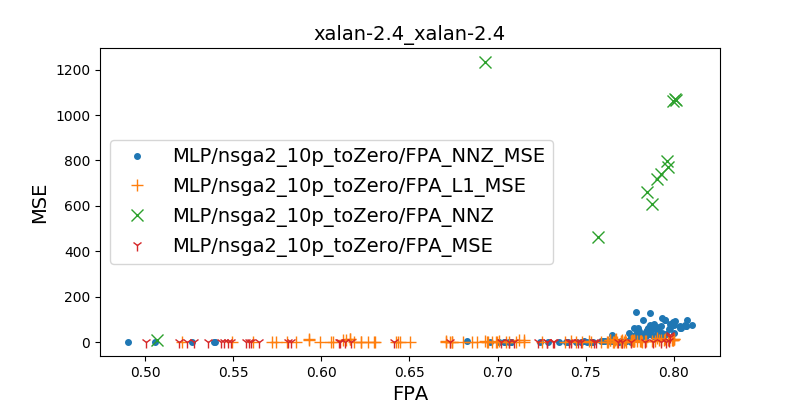 xalan-2.4_xalan-2.4
1200
1000
800
600
400
200
0
MSE
MLP/nsga2_10p_toZero/FPA_NNZ_MSE
MLP/nsga2_10p_toZero/FPA_L1_MSE
MLP/nsga2_10p_toZero/FPA_NNZ
MLP/nsga2_10p_toZero/FPA_MSE
0.50 0.55 0.60 0.65 0.70 0.75 0.80
FPA